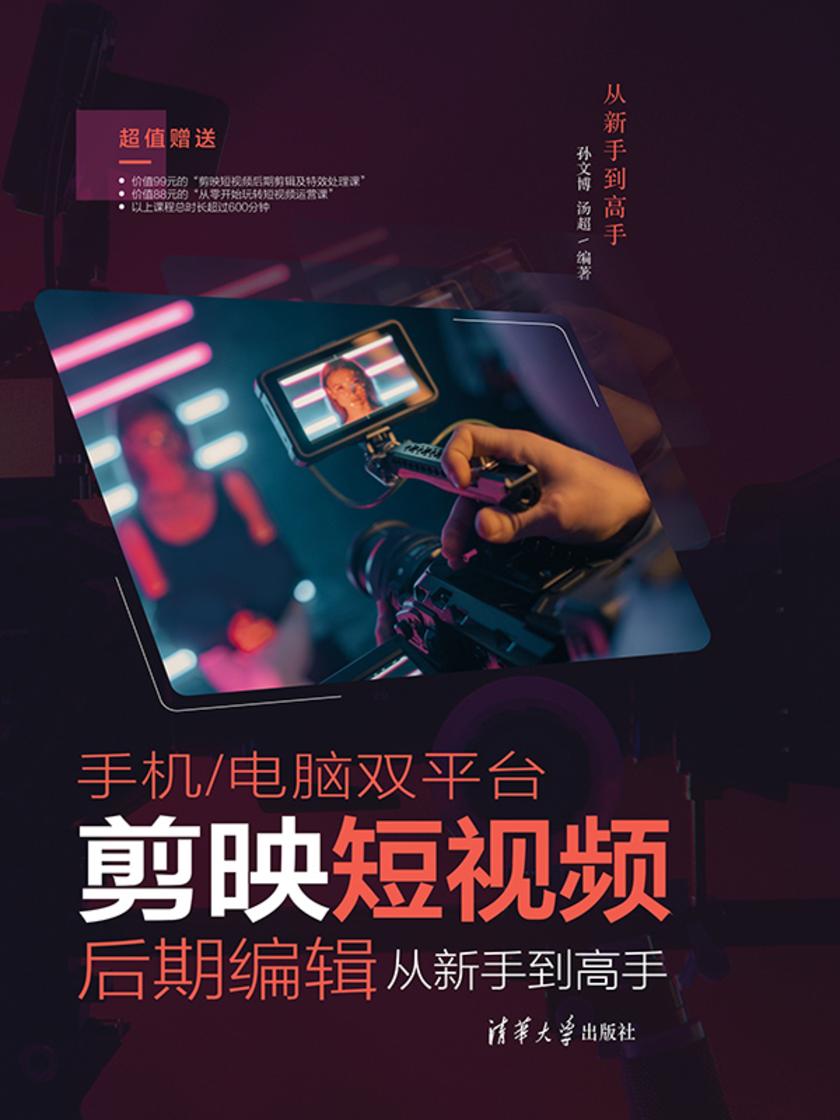 超值赠送
价值99元的“剪映短视频后期剪辑及特效处理课”
价值88元的“从零开始玩转短视频运营课”
以上课程总时长超过600分钟
从新手到高手
孙文博 汤超 / 编著
手机/电脑双平台
剪映短视频
后期编辑 从新手到高手
清华大学出版社